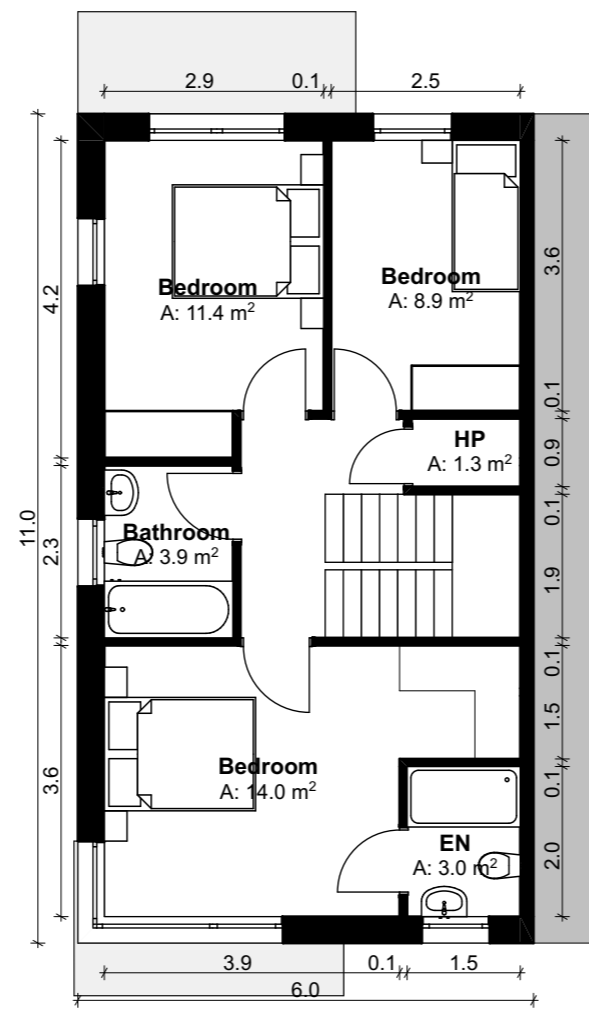 2.9 0.1 2.5
Bedroom
A: 11.4 m²
Bedroom
A: 8.9 m²
HP
A: 1.3 m²
Bathroom
A: 3.9 m²
Bedroom
A: 14.0 m²
EN
A: 3.0 m²
11.0
4.2
2.3
3.6
3.6
0.1
0.9
0.1
1.9
0.1
1.5
0.1
2.0
3.9 0.1 1.5
6.0